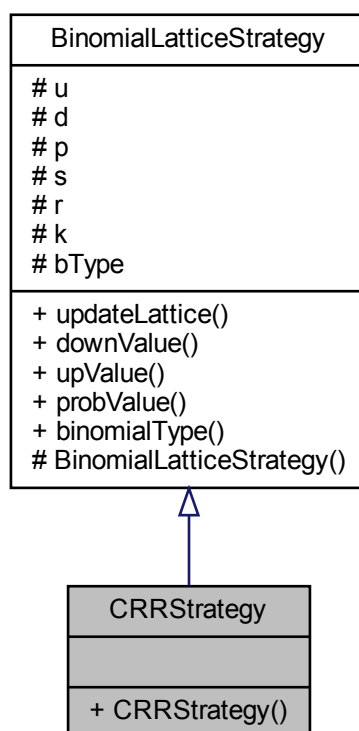 BinomialLatticeStrategy
# u
# d
# p
# s
# r
# k
# bType
+ updateLattice()
+ downValue()
+ upValue()
+ probValue()
+ binomialType()
# BinomialLatticeStrategy()
CRRStrategy
+ CRRStrategy()